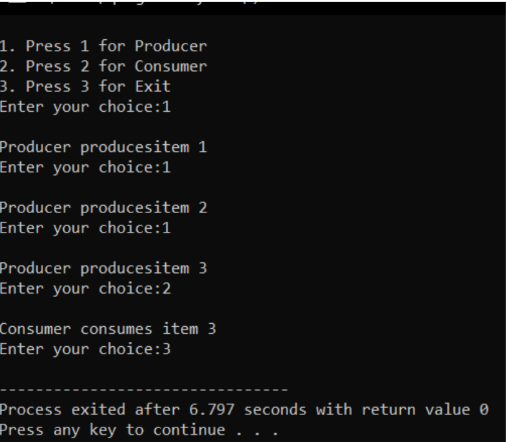 1. Press 1 for Producer
2. Press 2 for Consumer
3. Press 3 for Exit
Enter your choice:1
Producer producesitem 1
Enter your choice:1
Producer producesitem 2
Enter your choice:1
Producer producesitem 3
Enter your choice:2
Consumer consumes item 3
Enter your choice:3
--------------------------------
Process exited after 6.797 seconds with return value 0
Press any key to continue . . .